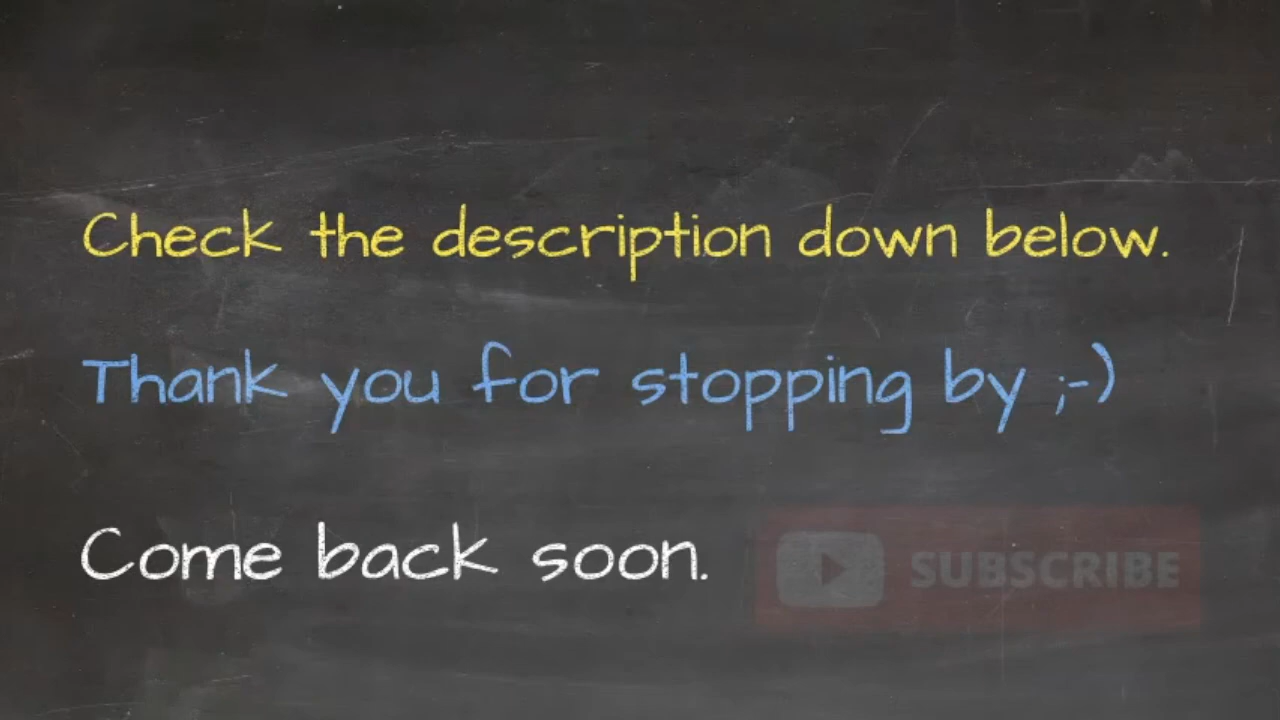 Check the description down below.
Thank you for stopping by ;-)
Come back soon.
SUBSCRIBE